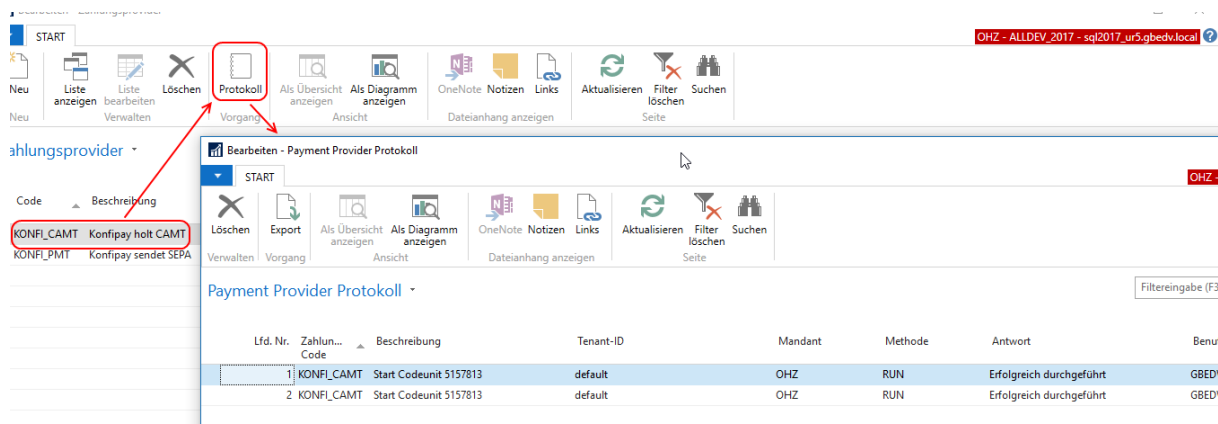 Bearbeiten - Zahlungsprovider
START
OHZ - ALLDEV_2017 - sql2017_ur5.gbedv.local ?
Neu Liste anzeigen Liste bearbeiten Löschen Protokoll Als Übersicht anzeigen Als Diagramm anzeigen OneNote Notizen Links Aktualisieren Filter löschen Suchen
Neu Verwalten Vorgang Ansicht Dateianhang anzeigen Seite
ahlungsprovider
Code Beschreibung
KONFI_CAMT Konfipay holt CAMT
KONFI_PMT Konfipay sendet SEPA
Bearbeiten - Payment Provider Protokoll
START
OHZ -
Löschen Export Als Übersicht anzeigen Als Diagramm anzeigen OneNote Notizen Links Aktualisieren Filter löschen Suchen
Verwalten Vorgang Ansicht Dateianhang anzeigen Seite
Payment Provider Protokoll
Filtereingabe (F3
Lfd. Nr. Zahlun... Code Beschreibung Tenant-ID Mandant Methode Antwort Benu
1 KONFI_CAMT Start Codeunit 5157813 default OHZ RUN Erfolgreich durchgeführt GBED
2 KONFI_CAMT Start Codeunit 5157813 default OHZ RUN Erfolgreich durchgeführt GBED